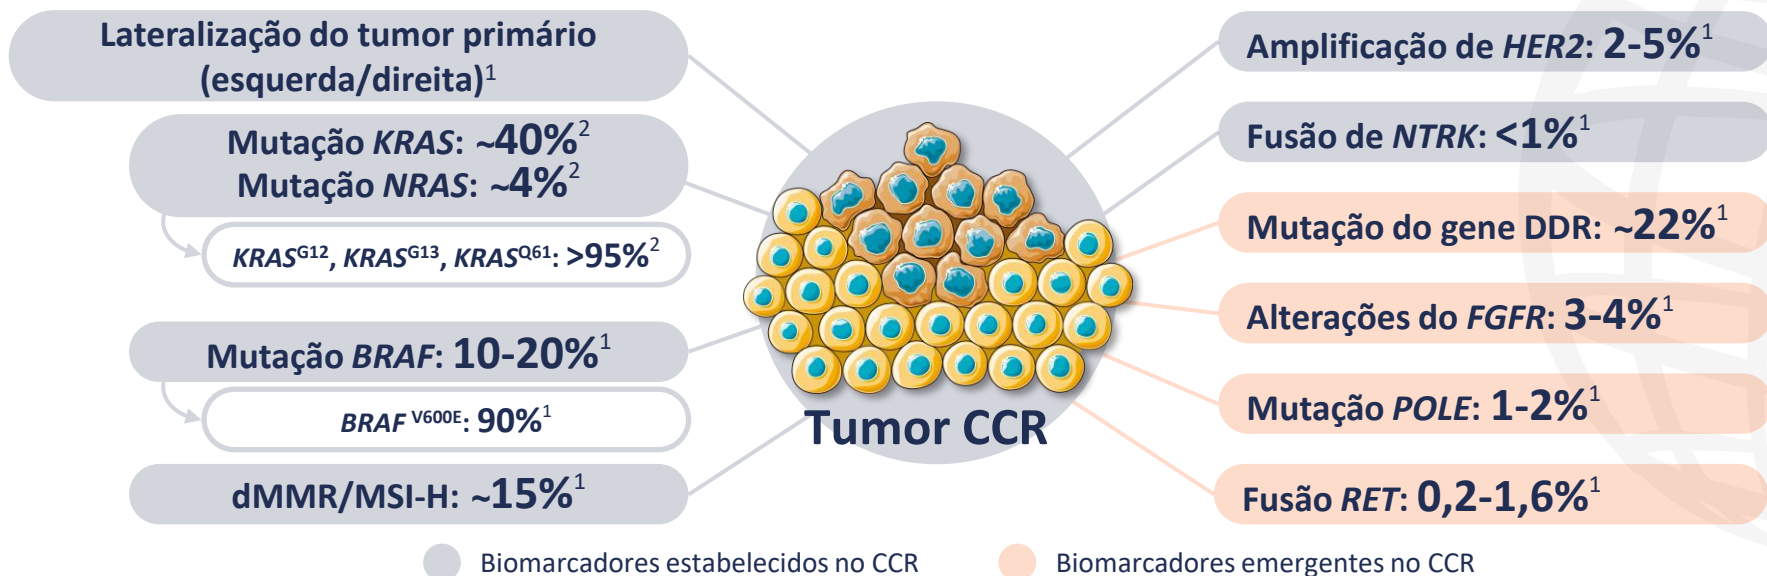 Lateralização do tumor primário
(esquerda/direita)1
Mutação KRAS: ~40%2
Mutação NRAS: ~4%2
KRASG12, KRASG13, KRASQ61: >95%2
Mutação BRAF: 10-20%1
BRAF V600E: 90%1
dMMR/MSI-H: ~15%1
Tumor CCR
Amplificação de HER2: 2-5%1
Fusão de NTRK: <1%1
Mutação do gene DDR: ~22%1
Alterações do FGFR: 3-4%1
Mutação POLE: 1-2%1
Fusão RET: 0,2-1,6%1
Biomarcadores estabelecidos no CCR
Biomarcadores emergentes no CCR